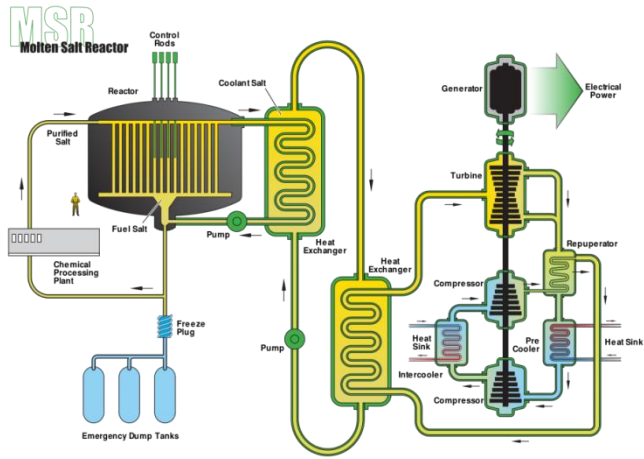 MSR
Molten Salt Reactor
Control
Rods
Reactor
Coolant Salt
Purified
Salt
Fuel Salt
Pump
Heat
Exchanger
Chemical
Processing
Plant
Freeze
Plug
Emergency Dump Tanks
Pump
Heat
Exchanger
Generator
Electrical
Power
Turbine
Repuperator
Compressor
Heat
Sink
Intercooler
Pre
Cooler
Heat Sink
Compressor